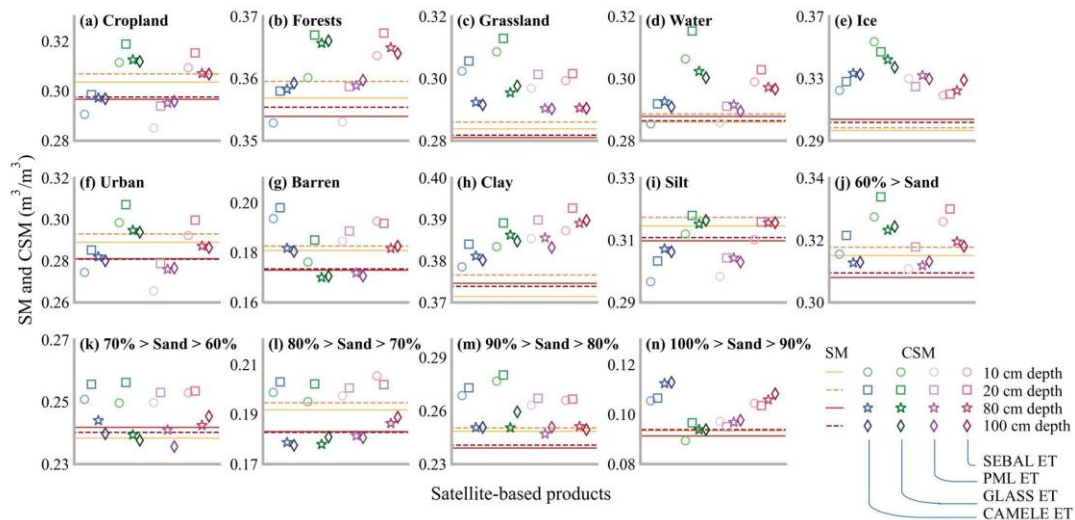 (a) Cropland
0.32
0.30
0.28
(b) Forests
0.37
0.36
0.35
(c) Grassland
0.32
0.30
0.28
(d) Water
0.32
0.30
0.28
(e) Ice
0.37
0.33
0.29
SM and CSM (m³/m³)
(f) Urban
0.32
0.30
0.28
0.26
(g) Barren
0.20
0.18
0.16
(h) Clay
0.40
0.39
0.38
0.37
(i) Silt
0.33
0.31
0.29
(j) 60% > Sand
0.34
0.32
0.30
(k) 70% > Sand > 60%
0.27
0.25
0.23
(l) 80% > Sand > 70%
0.21
0.19
0.17
(m) 90% > Sand > 80%
0.29
0.26
0.23
(n) 100% > Sand > 90%
0.12
0.10
0.08
Satellite-based products
SM CSM
10 cm depth
20 cm depth
80 cm depth
100 cm depth
SEBAL ET
PML ET
GLASS ET
CAMELE ET